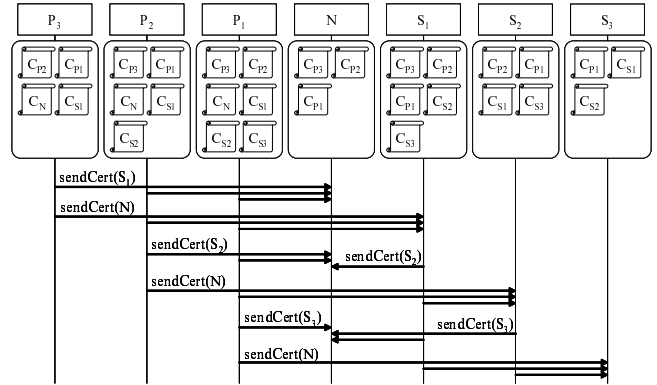 P3 P2 P1 N S1 S2 S3
CP2 CP1 CP3 CP1 CP3 CP2 CP3 CP2 CP3 CP2 CP2 CP1 CP1 CS1
CN CS1 CN CS1 CN CS1 CP1 CP1 CS2 CS1 CS3 CS2
CS2 CS2 CS3 CS3
sendCert(S1)
sendCert(N)
sendCert(S2) sendCert(S2)
sendCert(N)
sendCert(S3) sendCert(S3)
sendCert(N)